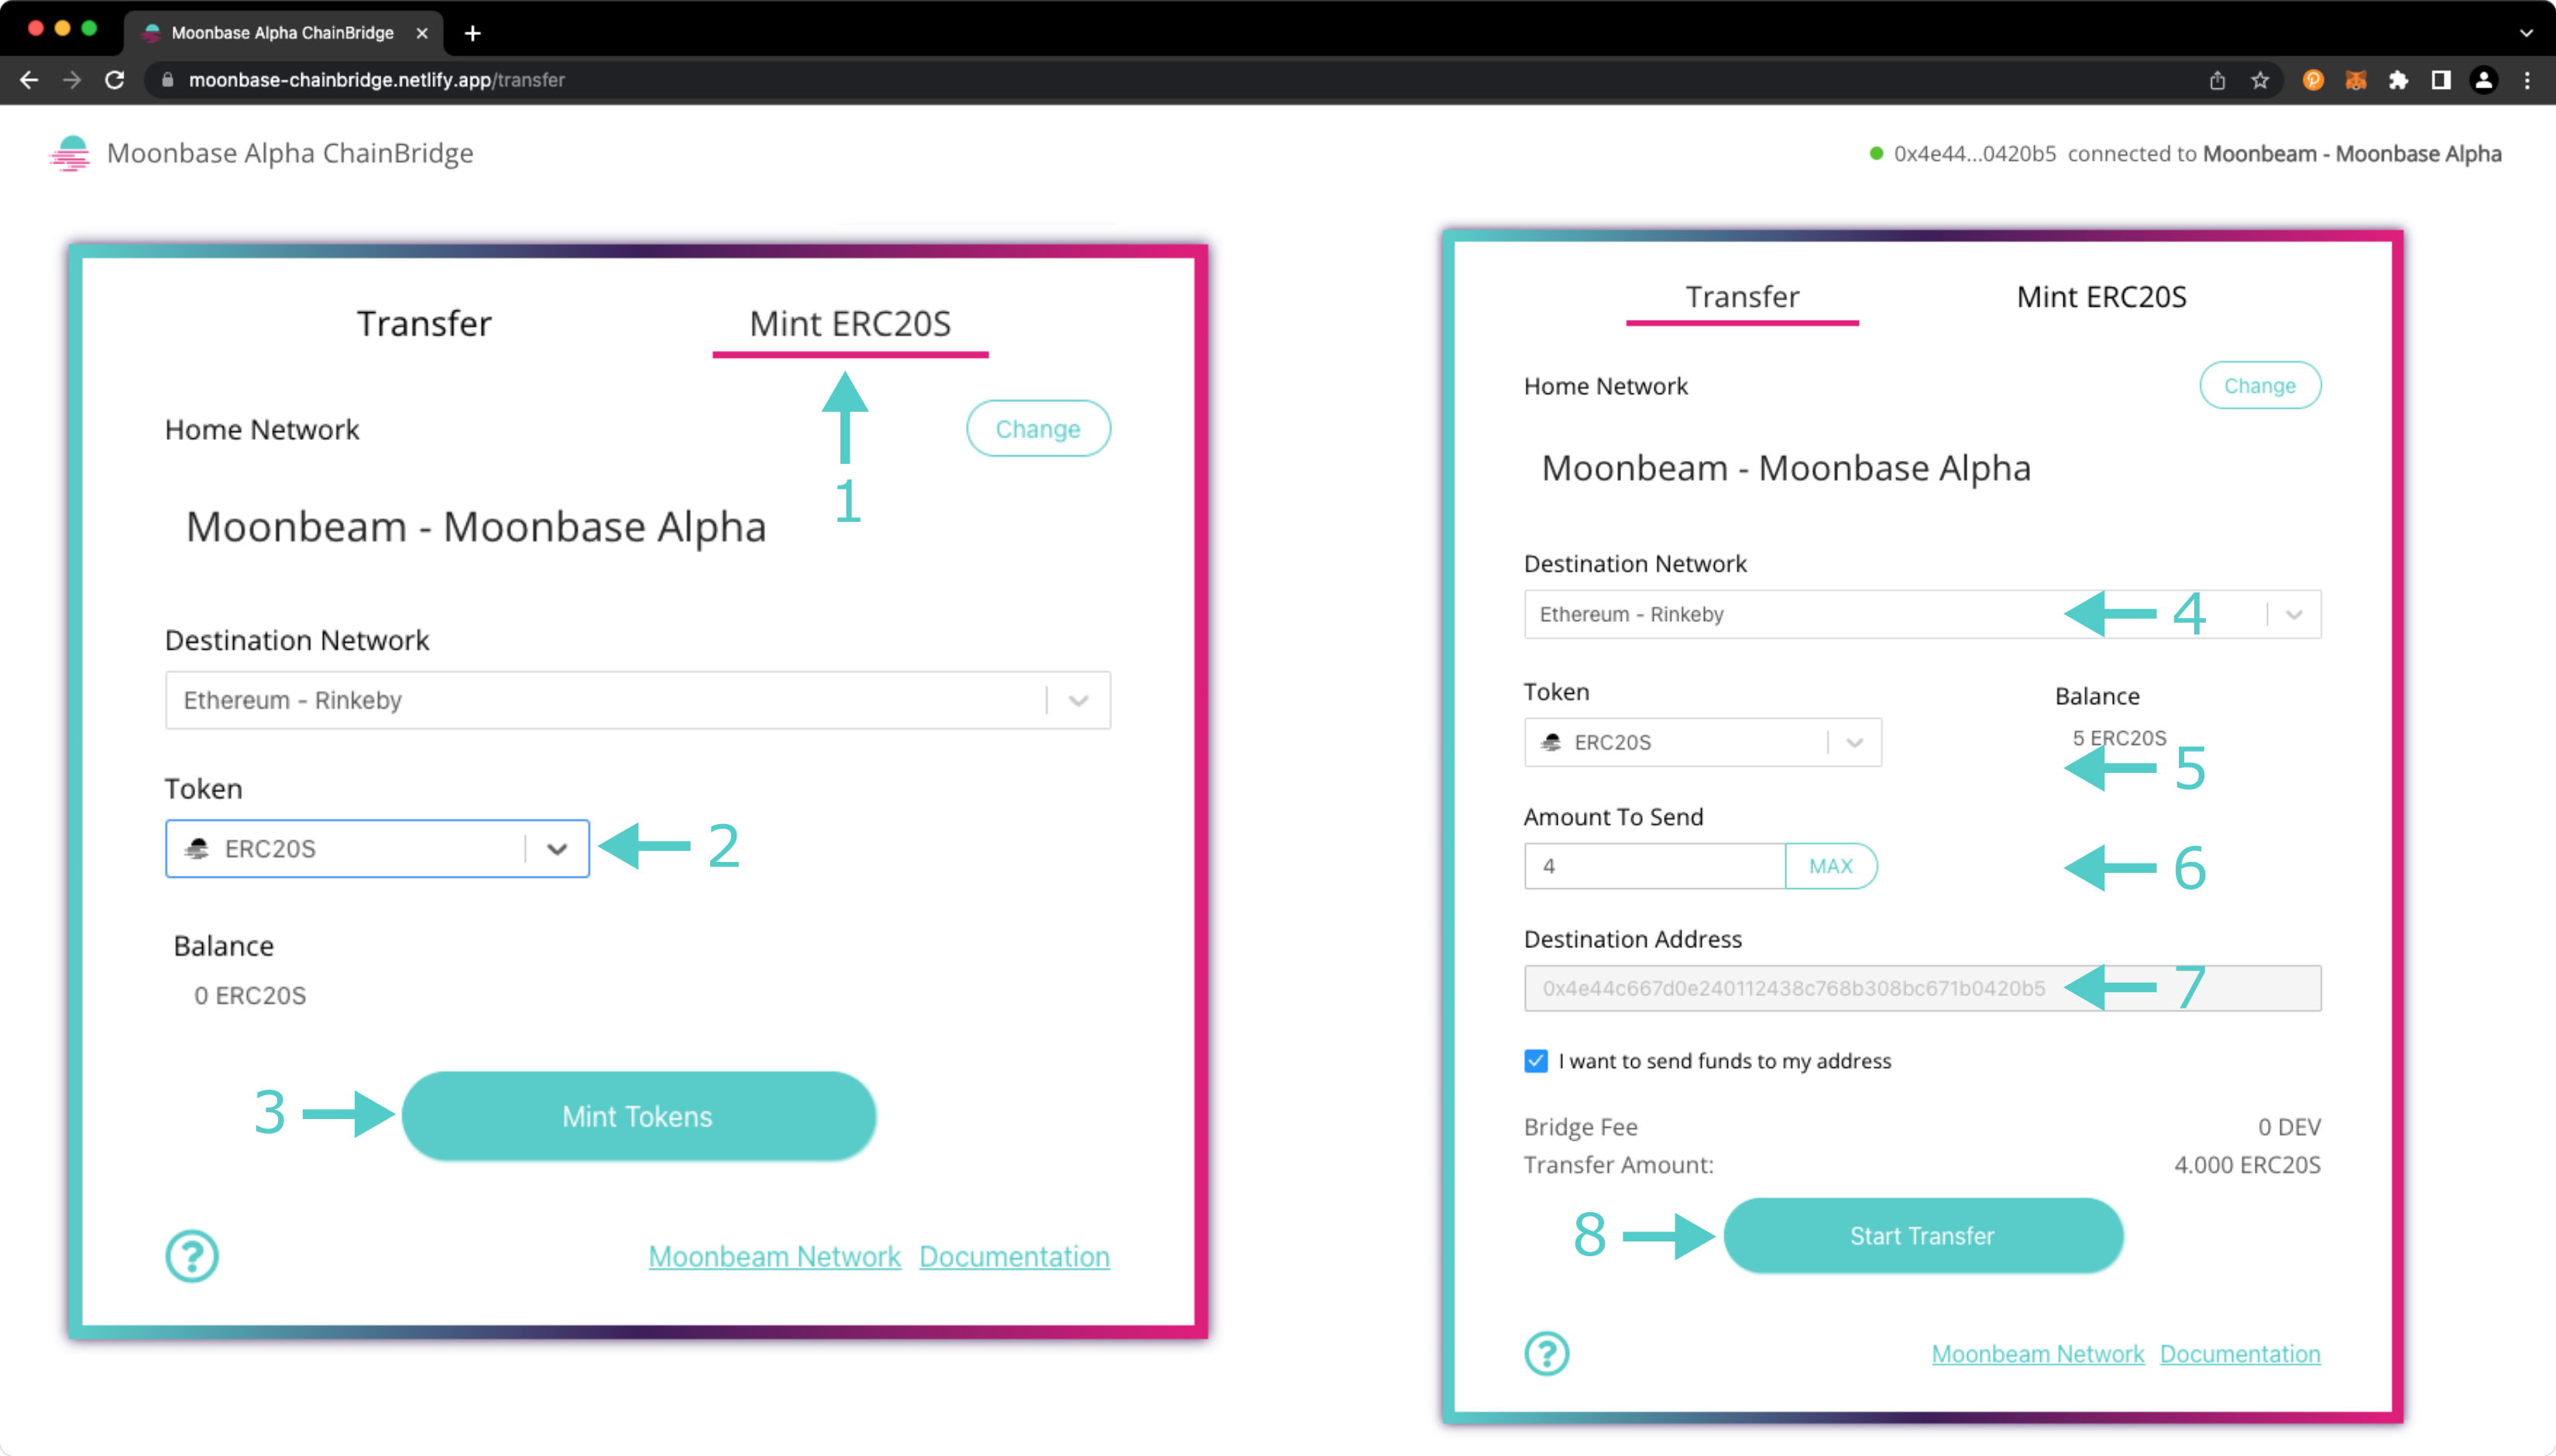 Moonbase Alpha ChainBridge
moonbase-chainbridge.netlify.app/transfer
Moonbase Alpha ChainBridge
0x4e44...0420b5 connected to Moonbeam - Moonbase Alpha
Transfer Mint ERC20S
1
Home Network Change
Moonbeam - Moonbase Alpha
Destination Network
Ethereum - Rinkeby
Token
ERC20S 2
Balance
0 ERC20S
3 Mint Tokens
Moonbeam Network Documentation
Transfer Mint ERC20S
Home Network Change
Moonbeam - Moonbase Alpha
Destination Network
Ethereum - Rinkeby 4
Token Balance
ERC20S 5 ERC20S
5
Amount To Send
4 MAX 6
Destination Address
0x4e44c667d0e240112438c768b308bc671b0420b5 7
I want to send funds to my address
Bridge Fee 0 DEV
Transfer Amount: 4.000 ERC20S
8 Start Transfer
Moonbeam Network Documentation